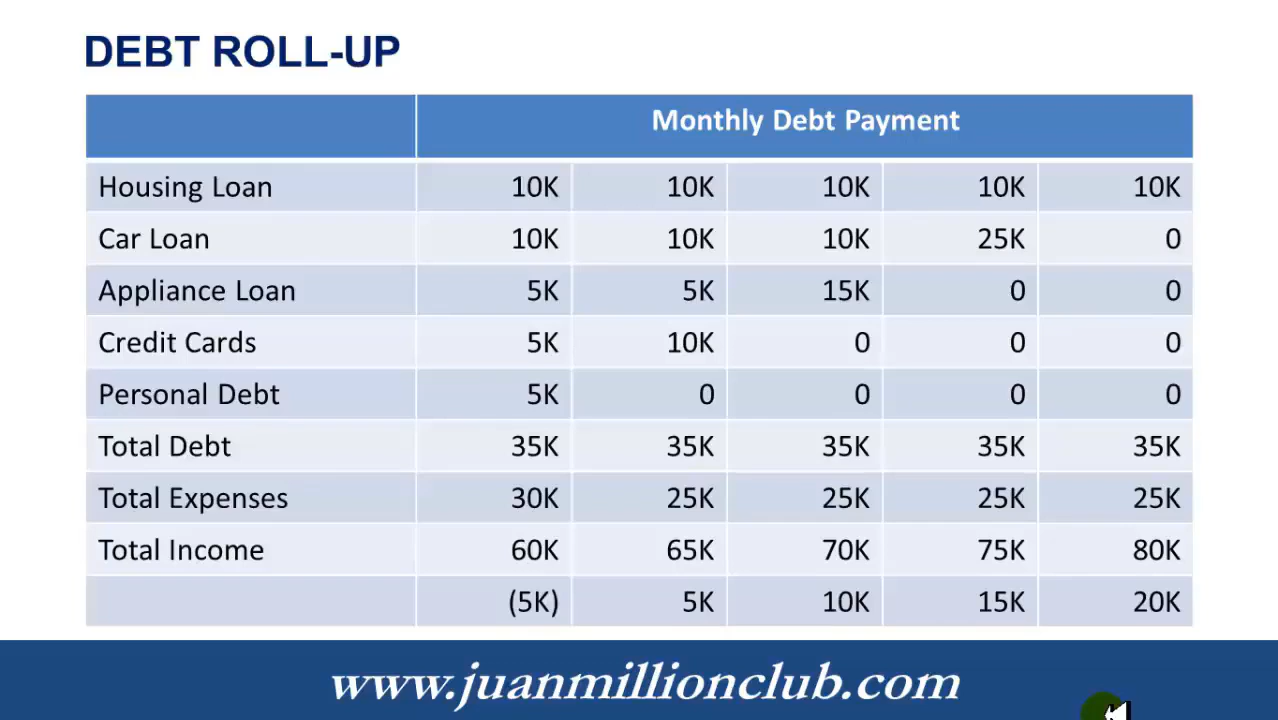 DEBT ROLL-UP
Monthly Debt Payment
Housing Loan 10K 10K 10K 10K 10K
Car Loan 10K 10K 10K 25K 0
Appliance Loan 5K 5K 15K 0 0
Credit Cards 5K 10K 0 0 0
Personal Debt 5K 0 0 0 0
Total Debt 35K 35K 35K 35K 35K
Total Expenses 30K 25K 25K 25K 25K
Total Income 60K 65K 70K 75K 80K
(5K) 5K 10K 15K 20K
www.juanmillionclub.com